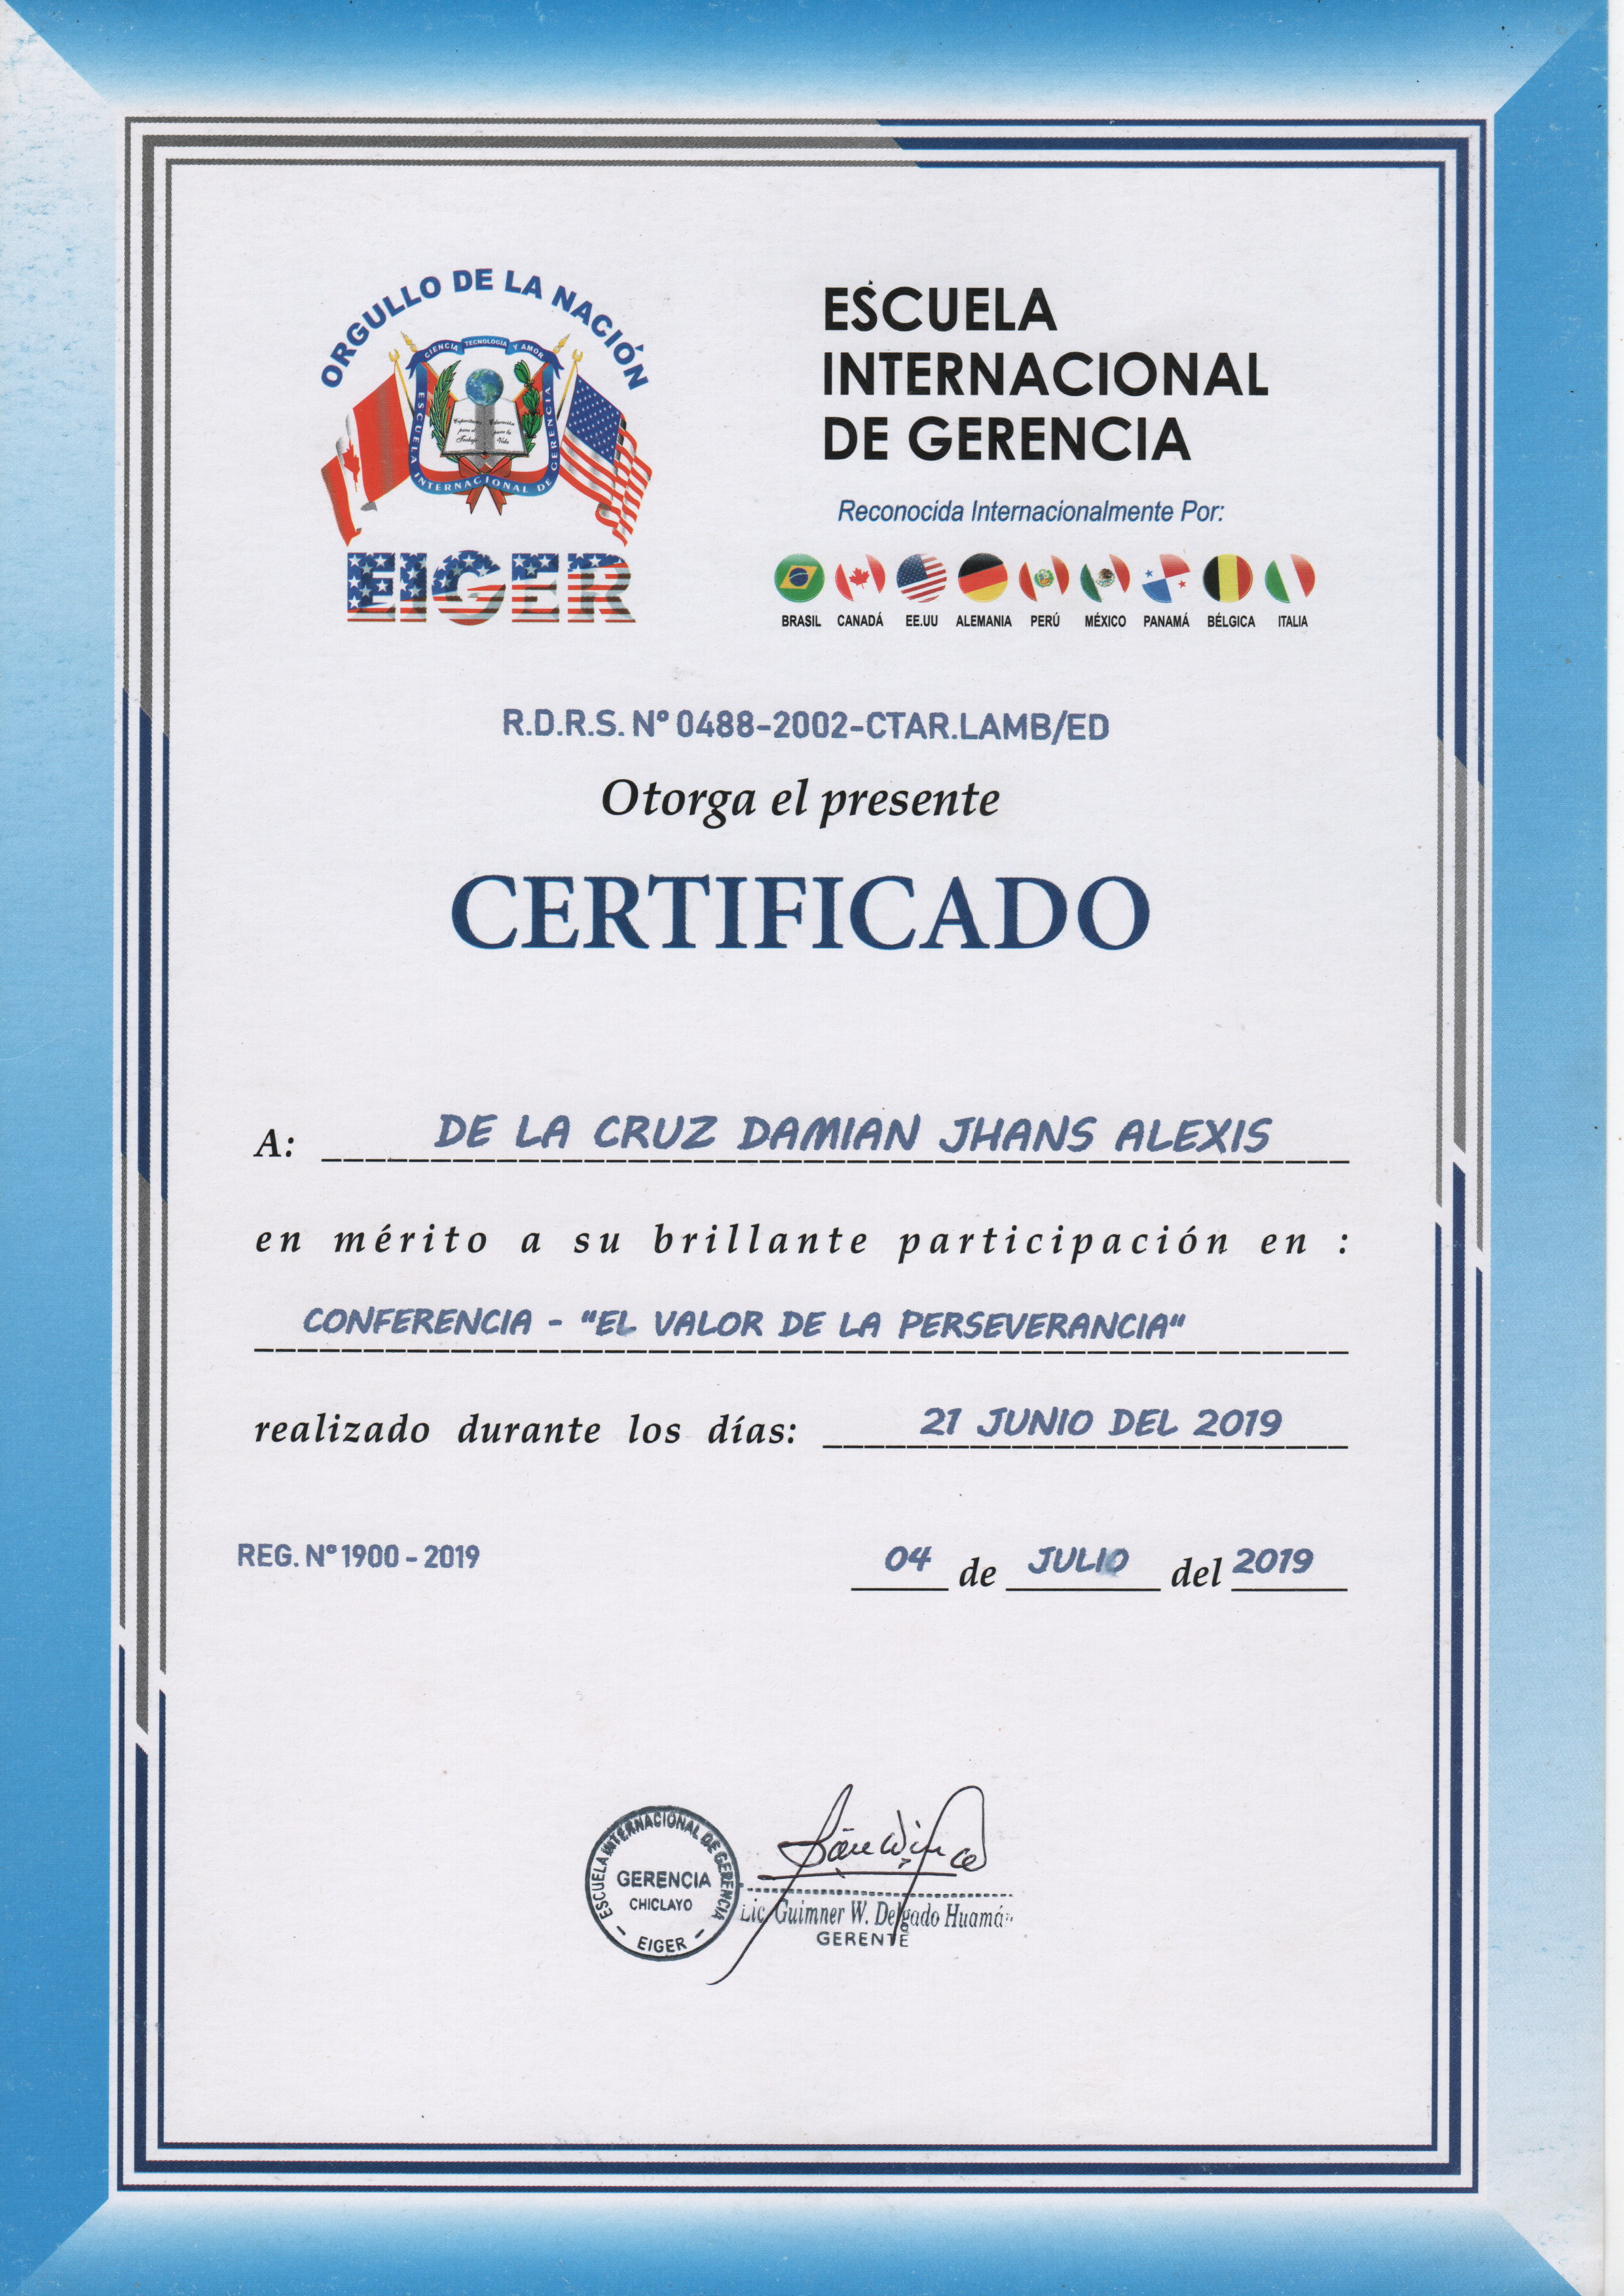 ORGULLO DE LA NACIÓN
CIENCIA TECNOLOGÍA Y AMOR
ESCUELA INTERNACIONAL DE GERENCIA
EIGER
ESCUELA
INTERNACIONAL
DE GERENCIA
Reconocida Internacionalmente Por:
BRASIL CANADÁ EE.UU ALEMANIA PERÚ MÉXICO PANAMÁ BÉLGICA ITALIA
R.D.R.S. Nº 0488-2002-CTAR.LAMB/ED
Otorga el presente
CERTIFICADO
A: DE LA CRUZ DAMIAN JHANS ALEXIS
en mérito a su brillante participación en :
CONFERENCIA - "EL VALOR DE LA PERSEVERANCIA"
realizado durante los días: 21 JUNIO DEL 2019
REG. Nº 1900 - 2019
04 de JULIO del 2019
ESCUELA INTERNACIONAL DE GERENCIA
GERENCIA
CHICLAYO
- EIGER -
Lic. Guimner W. Delgado Huamán
GERENTE